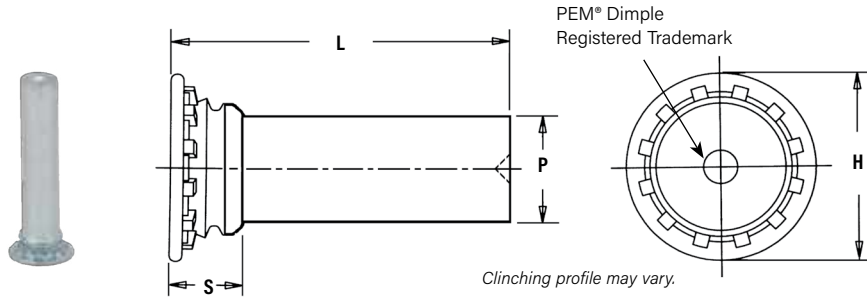 PEM® Dimple
Registered Trademark
L
P
H
S
Clinching profile may vary.